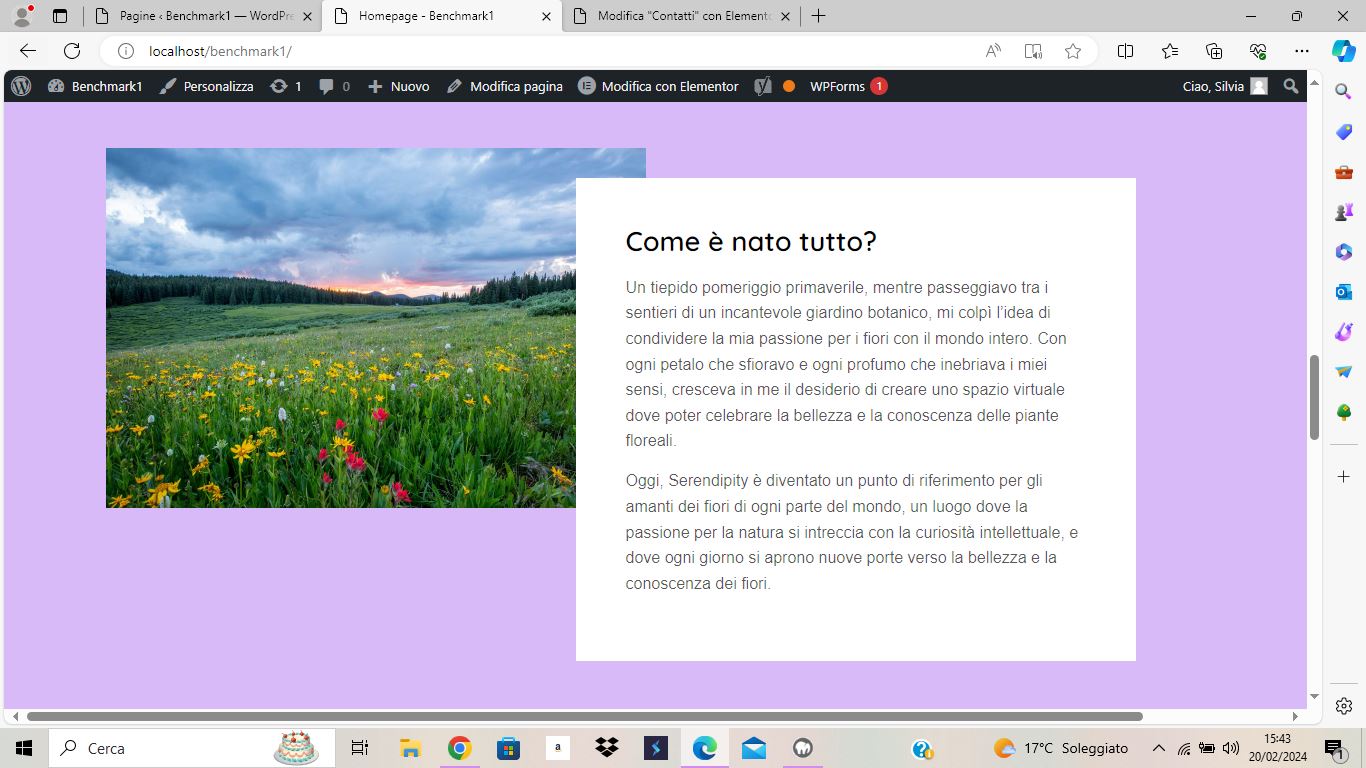 Pagine ‹ Benchmark1 — WordPre
Homepage - Benchmark1
Modifica "Contatti" con Elemento
localhost/benchmark1/
Benchmark1
Personalizza
1
0
Nuovo
Modifica pagina
Modifica con Elementor
WPForms 1
Ciao, Silvia
Come è nato tutto?
Un tiepido pomeriggio primaverile, mentre passeggiavo tra i
sentieri di un incantevole giardino botanico, mi colpì l’idea di
condividere la mia passione per i fiori con il mondo intero. Con
ogni petalo che sfioravo e ogni profumo che inebriava i miei
sensi, cresceva in me il desiderio di creare uno spazio virtuale
dove poter celebrare la bellezza e la conoscenza delle piante
floreali.
Oggi, Serendipity è diventato un punto di riferimento per gli
amanti dei fiori di ogni parte del mondo, un luogo dove la
passione per la natura si intreccia con la curiosità intellettuale, e
dove ogni giorno si aprono nuove porte verso la bellezza e la
conoscenza dei fiori.
Cerca
a
17°C Soleggiato
15:43
20/02/2024
1